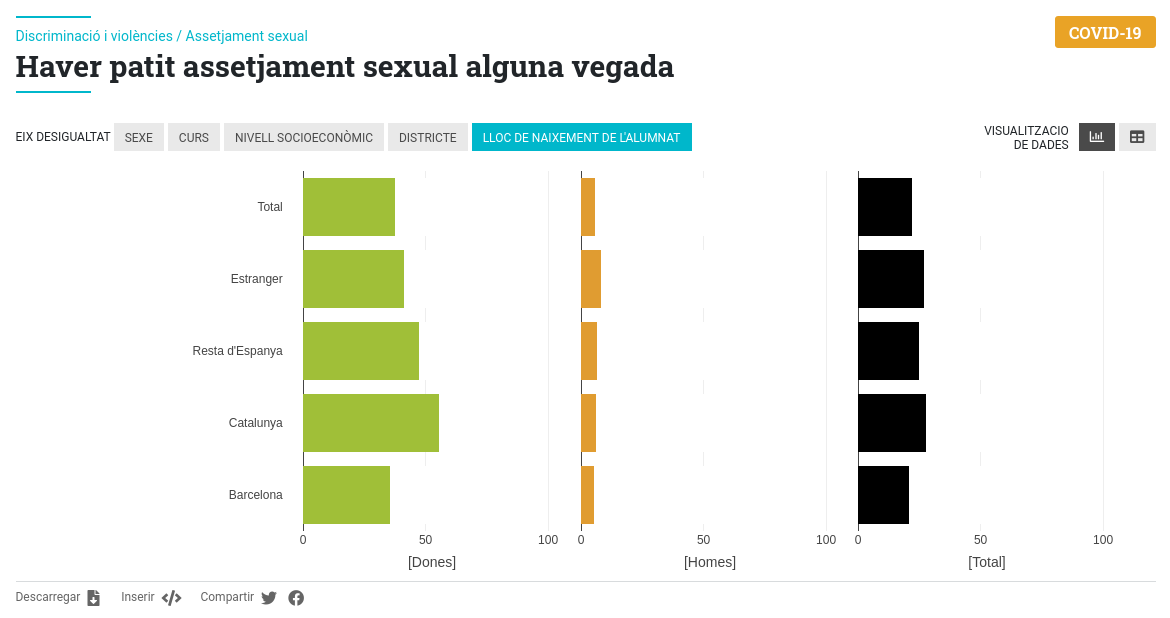 Discriminació i violències / Assetjament sexual
COVID-19
Haver patit assetjament sexual alguna vegada
EIX DESIGUALTAT
SEXE
CURS
NIVELL SOCIOECONÒMIC
DISTRICTE
LLOC DE NAIXEMENT DE L'ALUMNAT
VISUALITZACIO
DE DADES
Total
Estranger
Resta d'Espanya
Catalunya
Barcelona
0 50 100 0 50 100 0 50 100
[Dones] [Homes] [Total]
Descarregar Inserir Compartir